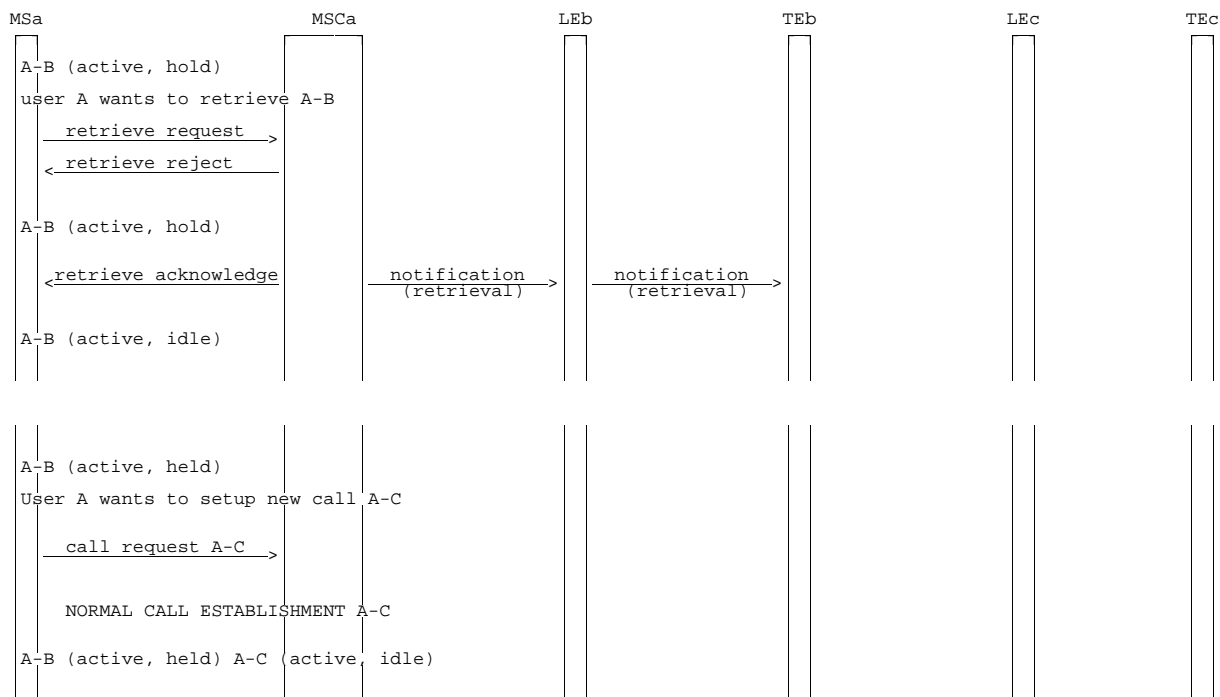 MSa MSCa LEb TEb LEc TEc
A-B (active, hold)
user A wants to retrieve A-B
retrieve request
retrieve reject
A-B (active, hold)
retrieve acknowledge notification notification
(retrieval) (retrieval)
A-B (active, idle)
A-B (active, held)
User A wants to setup new call A-C
call request A-C
NORMAL CALL ESTABLISHMENT A-C
A-B (active, held) A-C (active, idle)